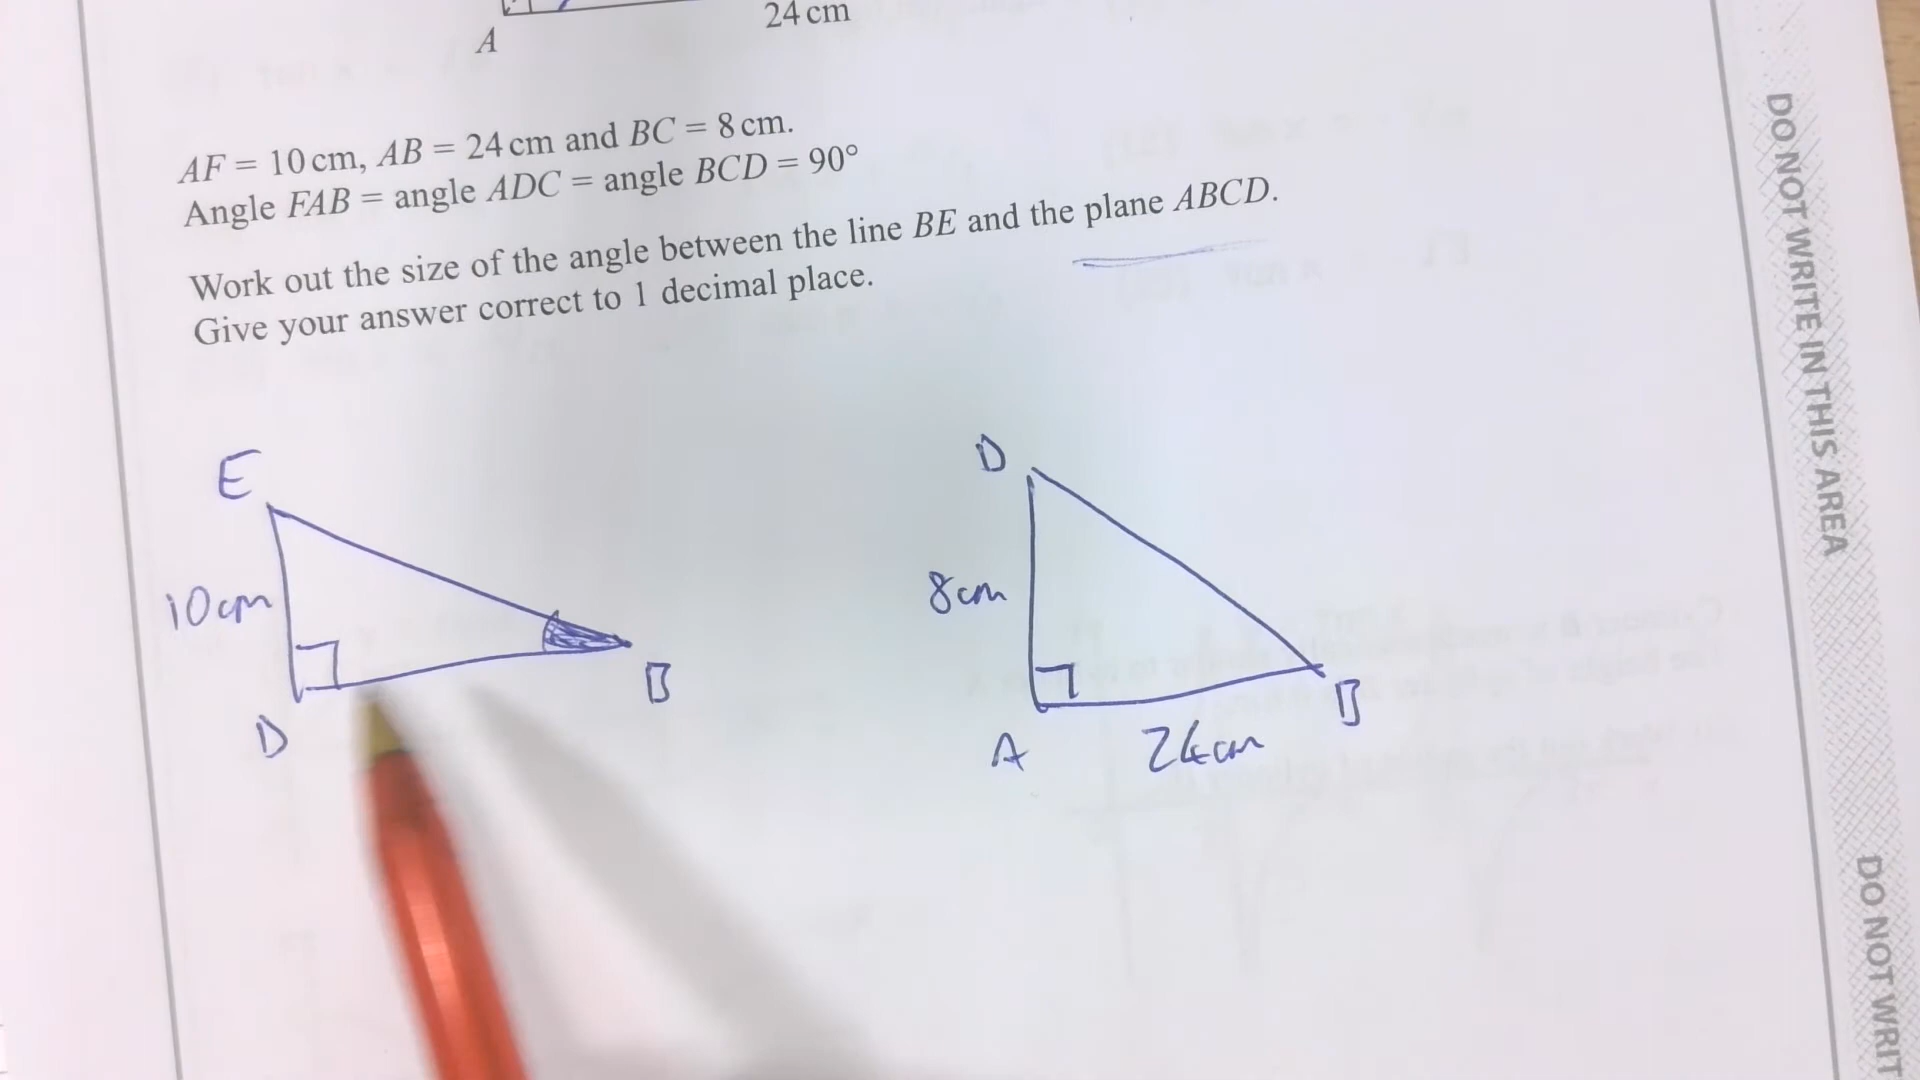 A
24 cm
AF = 10 cm, AB = 24 cm and BC = 8 cm.
Angle FAB = angle ADC = angle BCD = 90°
Work out the size of the angle between the line BE and the plane ABCD.
Give your answer correct to 1 decimal place.
E
10cm
D
B
D
8cm
A
24cm
B
DO NOT WRITE IN THIS AREA
DO NOT WRIT